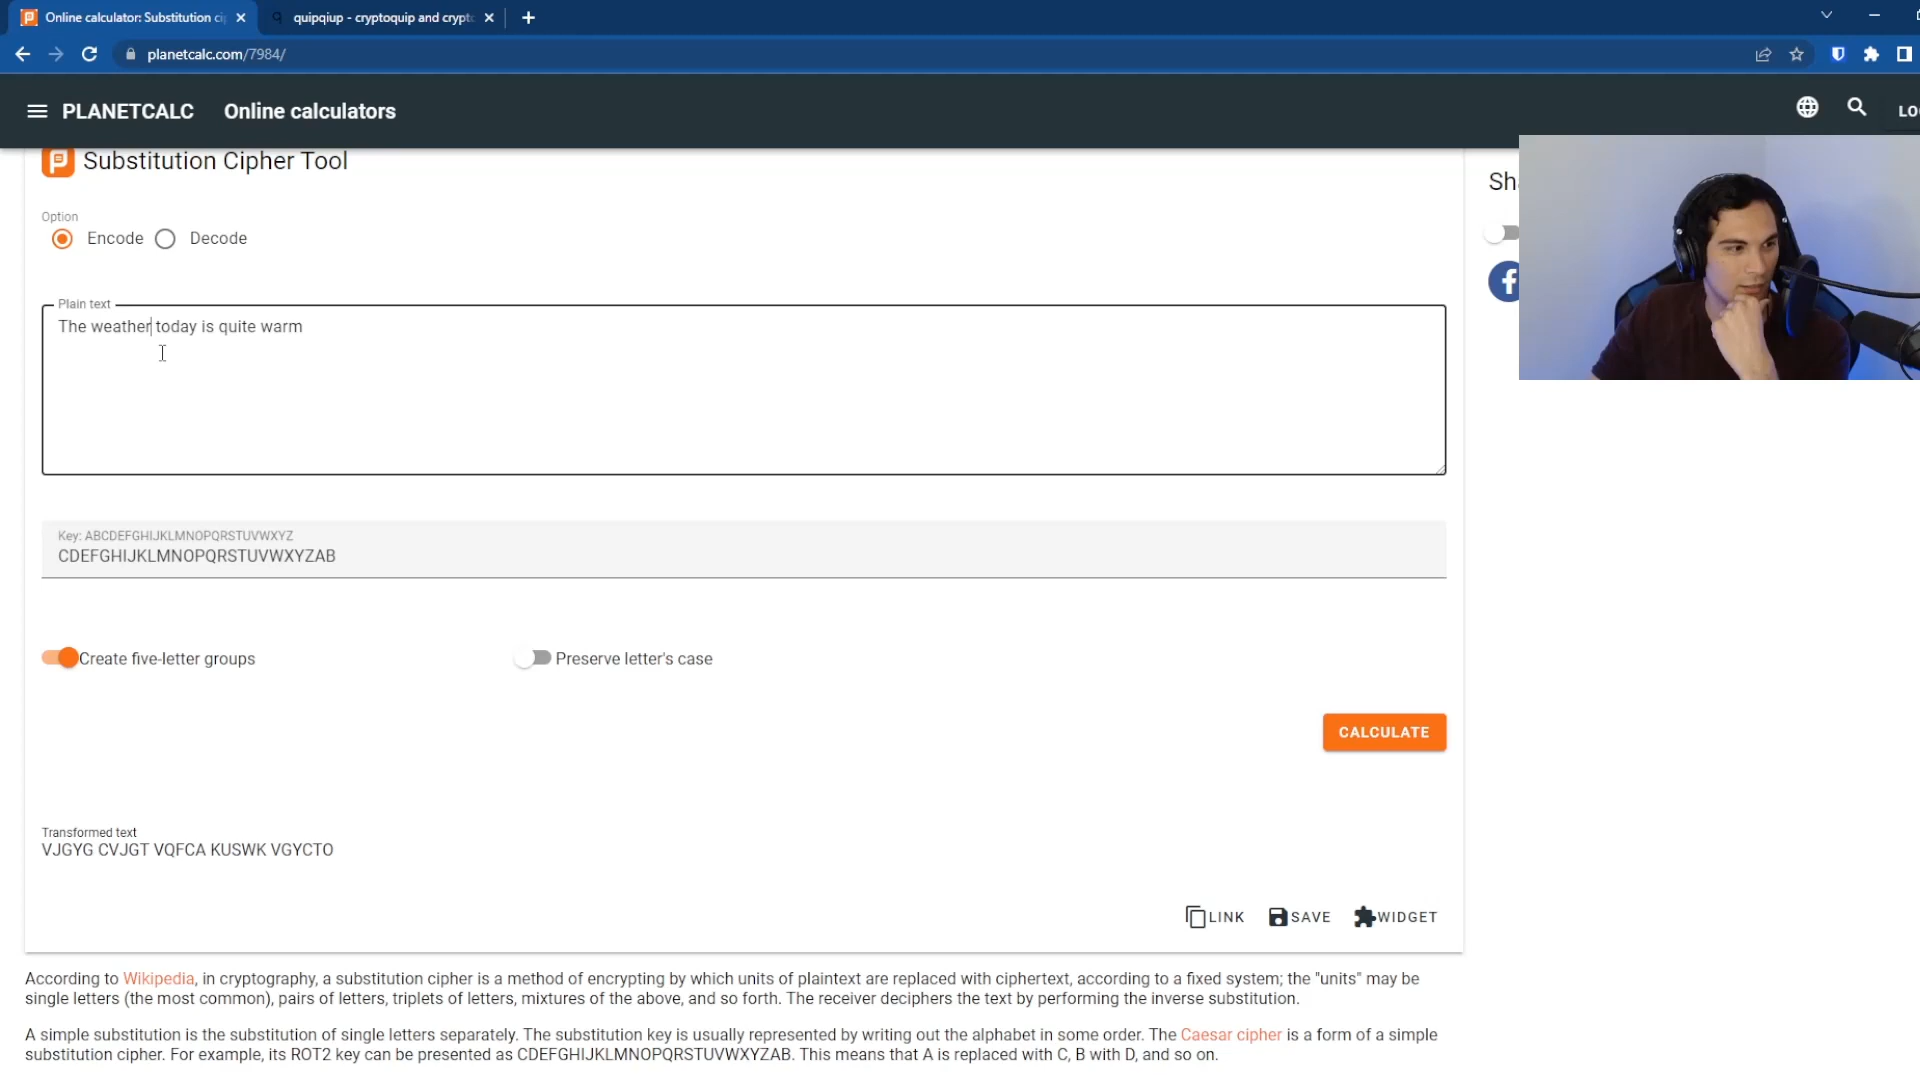 Online calculator: Substitution ci
quipqiup - cryptoquip and crypt
planetcalc.com/7984/
PLANETCALC Online calculators
LO
Substitution Cipher Tool
Sh
Option
Encode Decode
Plain text
The weather today is quite warm
Key: ABCDEFGHIJKLMNOPQRSTUVWXYZ
CDEFGHIJKLMNOPQRSTUVWXYZAB
Create five-letter groups Preserve letter's case
CALCULATE
Transformed text
VJGYG CVJGT VQFCA KUSWK VGYCTO
LINK SAVE WIDGET
According to Wikipedia, in cryptography, a substitution cipher is a method of encrypting by which units of plaintext are replaced with ciphertext, according to a fixed system; the "units" may be
single letters (the most common), pairs of letters, triplets of letters, mixtures of the above, and so forth. The receiver deciphers the text by performing the inverse substitution.
A simple substitution is the substitution of single letters separately. The substitution key is usually represented by writing out the alphabet in some order. The Caesar cipher is a form of a simple
substitution cipher. For example, its ROT2 key can be presented as CDEFGHIJKLMNOPQRSTUVWXYZAB. This means that A is replaced with C, B with D, and so on.